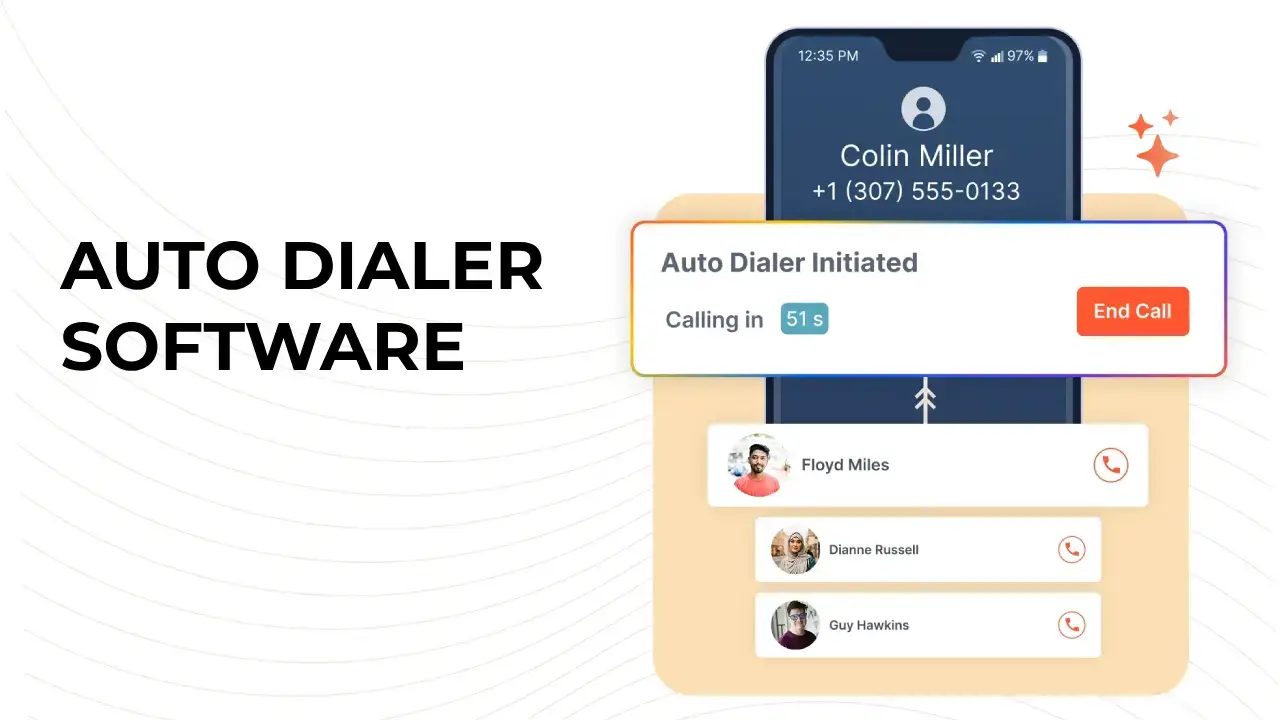 AUTO DIALER
SOFTWARE
12:35 PM 97%
Colin Miller
+1 (307) 555-0133
Auto Dialer Initiated
Calling in 51 s
End Call
Floyd Miles
Dianne Russell
Guy Hawkins